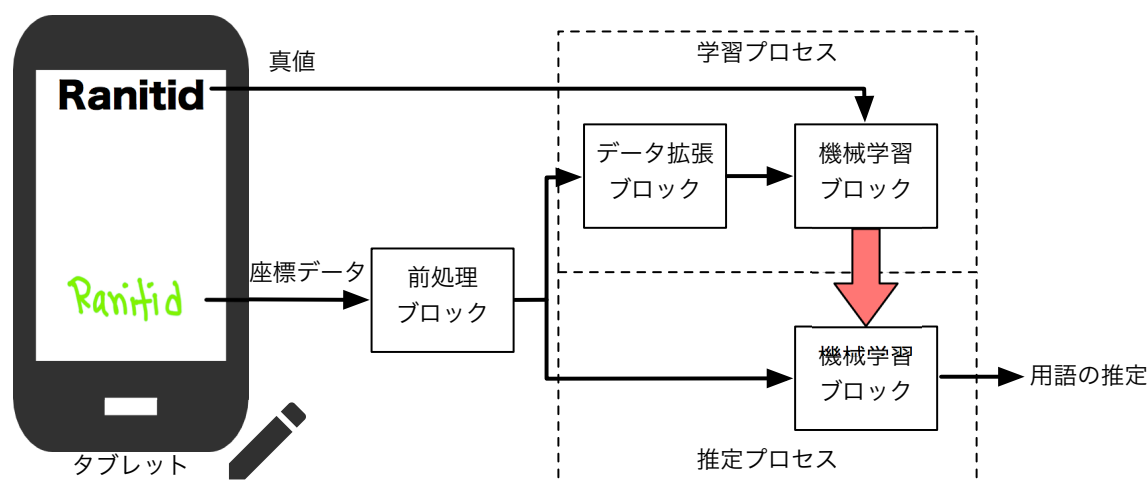 真値
学習プロセス
Ranitid
データ拡張
ブロック
機械学習
ブロック
座標データ
Ranitid
前処理
ブロック
機械学習
ブロック
用語の推定
タブレット
推定プロセス